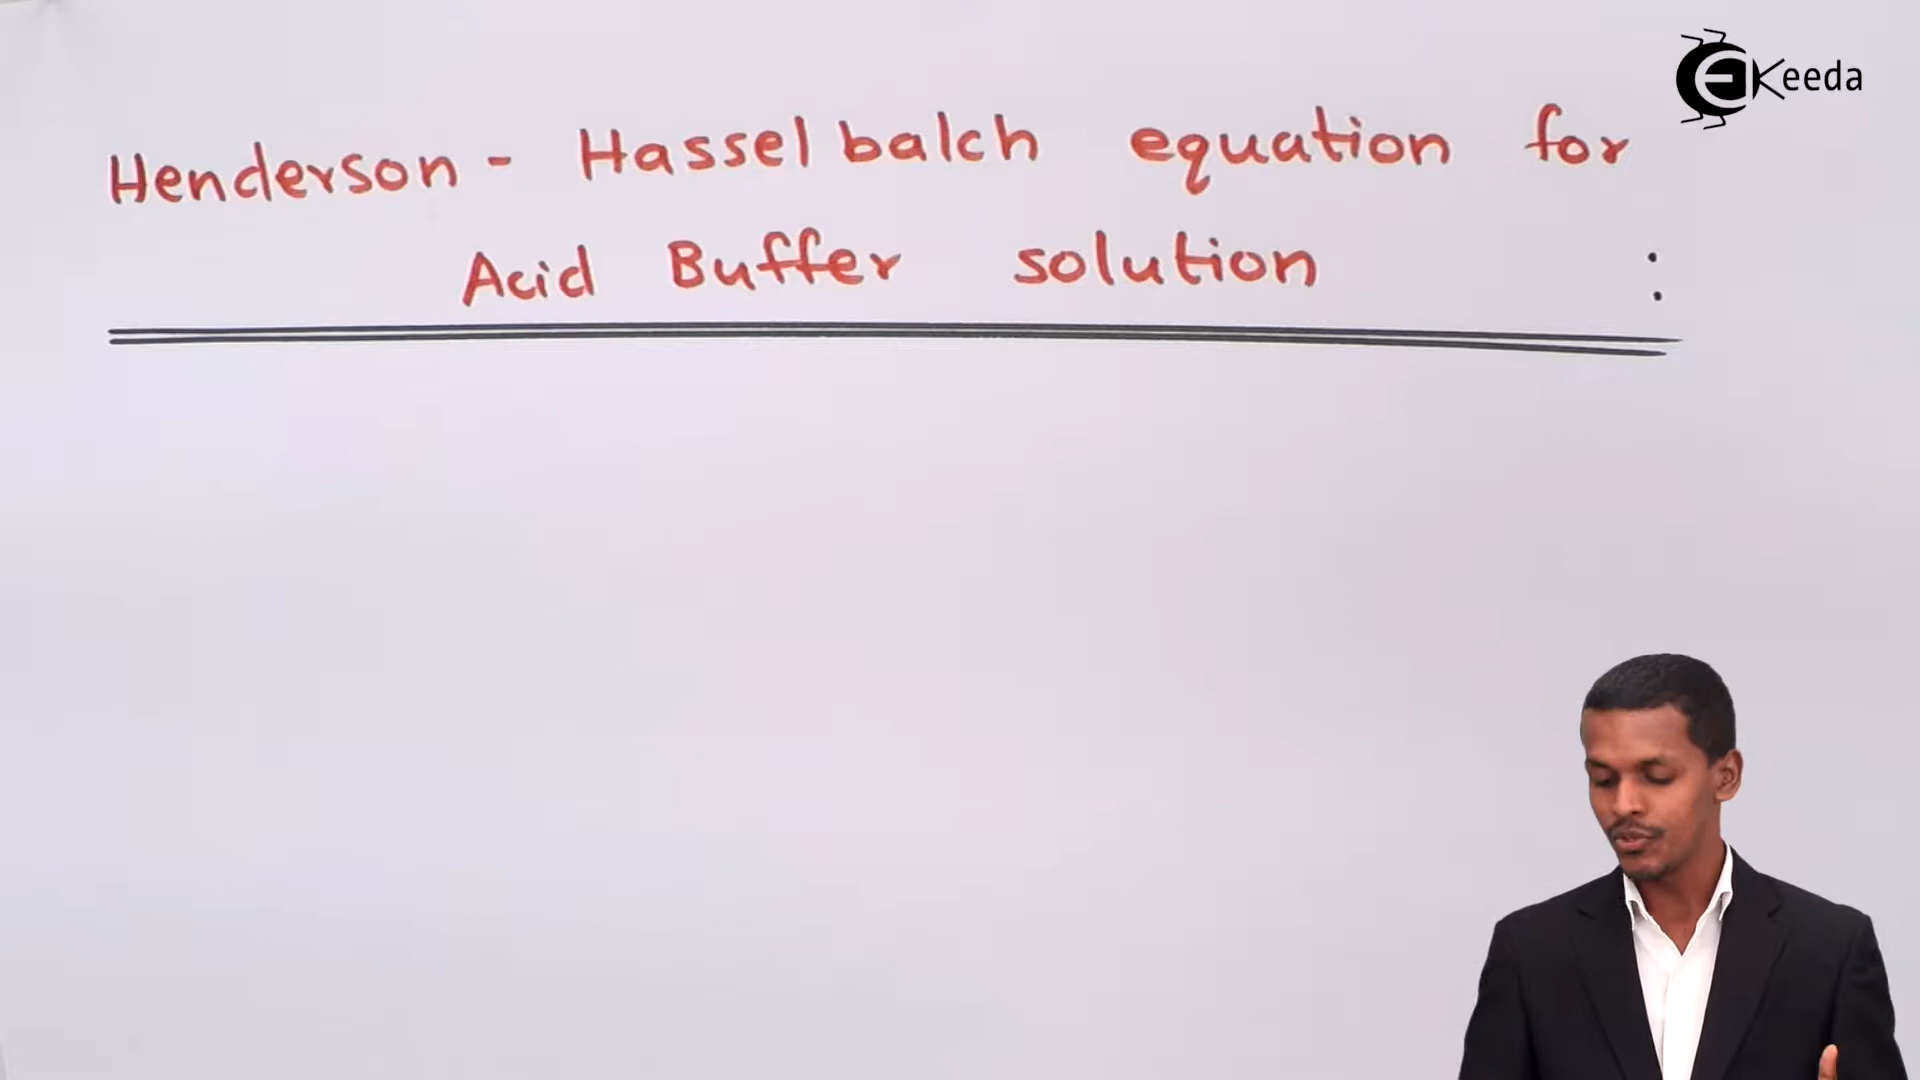 Keeda
Henderson - Hasselbalch equation for
Acid Buffer solution :